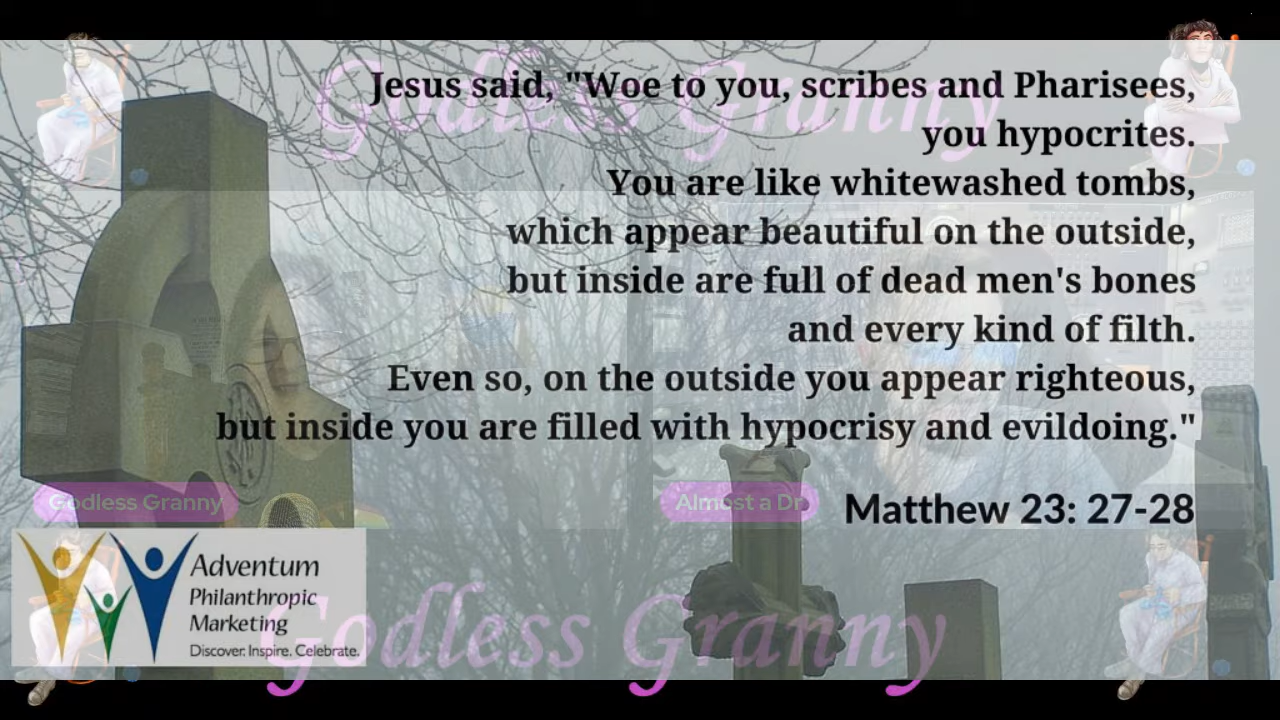 Godless Granny
Jesus said, "Woe to you, scribes and Pharisees,
you hypocrites.
You are like whitewashed tombs,
which appear beautiful on the outside,
but inside are full of dead men's bones
and every kind of filth.
Even so, on the outside you appear righteous,
but inside you are filled with hypocrisy and evildoing."
Godless Granny
Almost a Dr
Matthew 23: 27-28
Adventum
Philanthropic
Marketing
Discover. Inspire. Celebrate.
Godless Granny